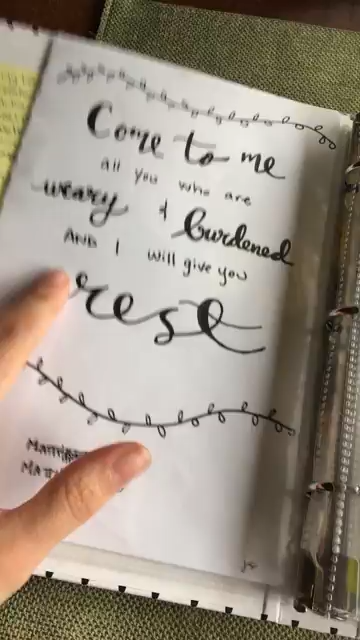 Come to me
all you who are
weary & burdened
AND I will give you
rest